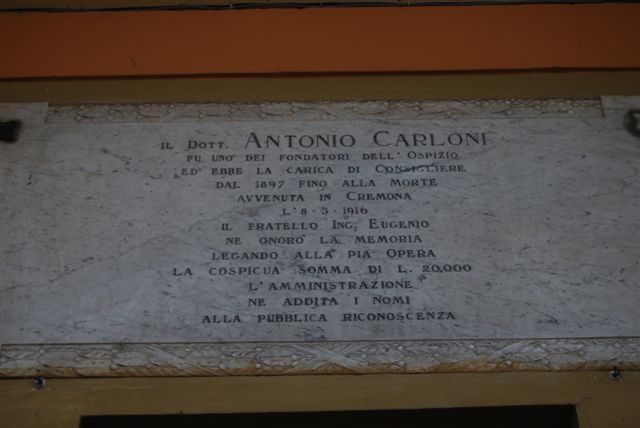 IL DOTT. ANTONIO CARLONI
FU UNO DEI FONDATORI DELL'OSPIZIO
ED EBBE LA CARICA DI CONSIGLIERE
DAL 1897 FINO ALLA MORTE
AVVENUTA IN CREMONA
L'8·5·1916
IL FRATELLO ING. EUGENIO
NE ONORÒ LA MEMORIA
LEGANDO ALLA PIA OPERA
LA COSPICUA SOMMA DI L. 20.000
L'AMMINISTRAZIONE
NE ADDITA I NOMI
ALLA PUBBLICA RICONOSCENZA